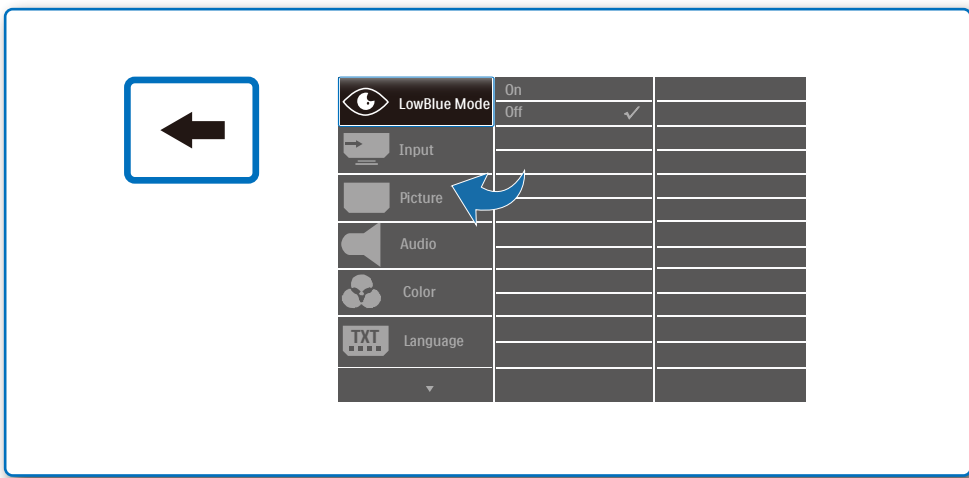 LowBlue Mode
On
Off
Input
Picture
Audio
Color
TXT
Language